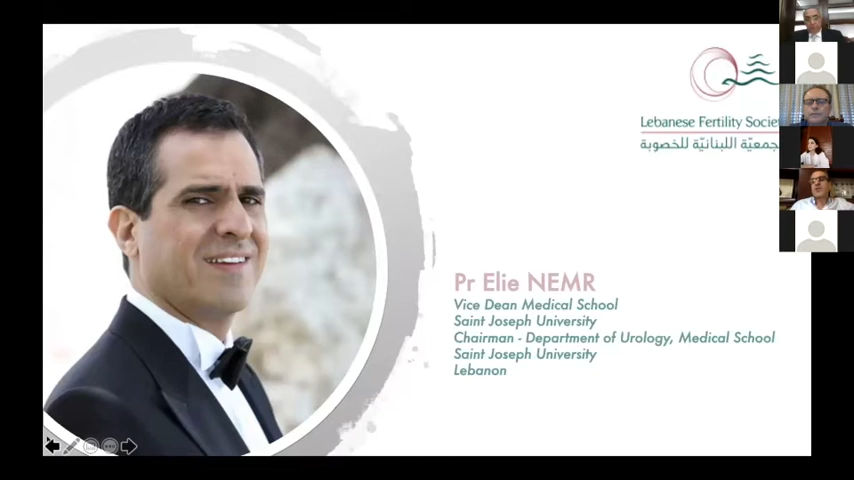 Lebanese Fertility Socie
الجمعيّة اللبنانيّة للخصوبة
Pr Elie NEMR
Vice Dean Medical School
Saint Joseph University
Chairman - Department of Urology, Medical School
Saint Joseph University
Lebanon